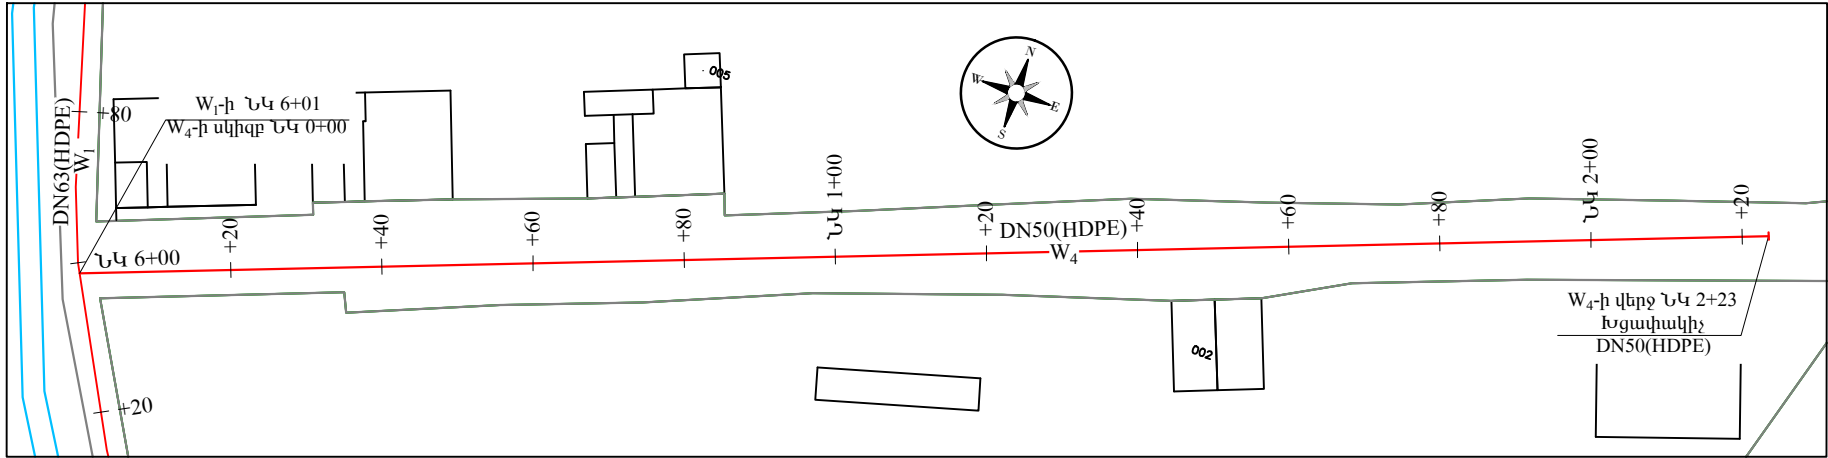 DN63(HDPE)
W1
+80
W1-ի ՆԿ 6+01
W4-ի սկիզբ ՆԿ 0+00
ՆԿ 6+00
+20
+20
+40
+60
+80
ՆԿ 1+00
+20
DN50(HDPE)
W4
+40
+60
+80
ՆԿ 2+00
+20
005
002
N
W
E
S
W4-ի վերջ ՆԿ 2+23
Խցափակիչ
DN50(HDPE)